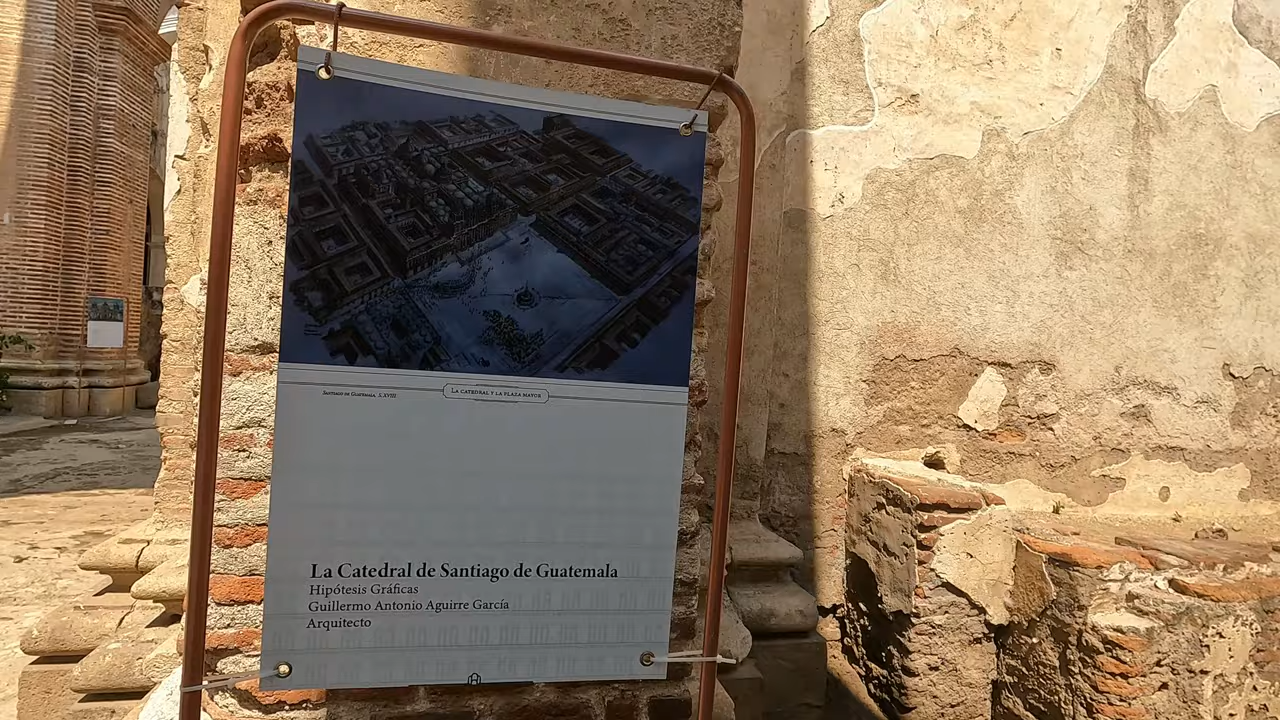 Santiago de Guatemala, S. XVIII
La Catedral y la Plaza Mayor
La Catedral de Santiago de Guatemala
Hipótesis Gráficas
Guillermo Antonio Aguirre García
Arquitecto